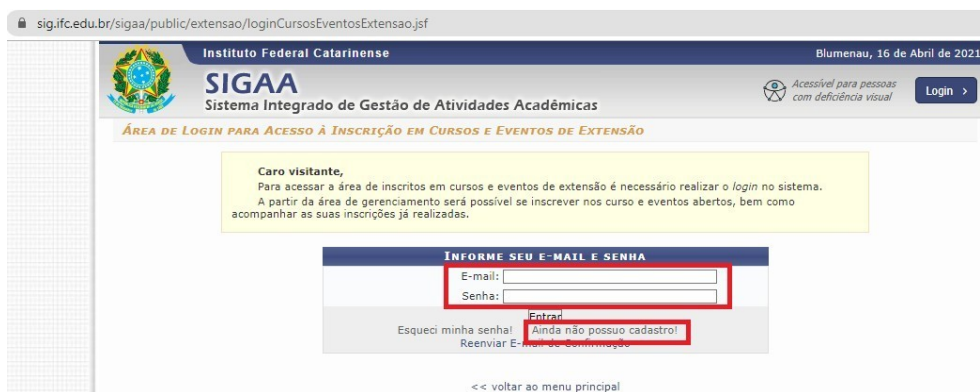 sig.ifc.edu.br/sigaa/public/extensao/loginCursosEventosExtensao.jsf
Instituto Federal Catarinense
Blumenau, 16 de Abril de 2021
SIGAA
Sistema Integrado de Gestão de Atividades Acadêmicas
Acessível para pessoas
com deficiência visual
Login >
Área de Login para Acesso à Inscrição em Cursos e Eventos de Extensão
Caro visitante,
Para acessar a área de inscritos em cursos e eventos de extensão é necessário realizar o login no sistema.
A partir da área de gerenciamento será possível se inscrever nos curso e eventos abertos, bem como
acompanhar as suas inscrições já realizadas.
Informe seu e-mail e senha
E-mail:
Senha:
Entrar
Esqueci minha senha! Ainda não possuo cadastro!
Reenviar E-mail de Confirmação
<< voltar ao menu principal